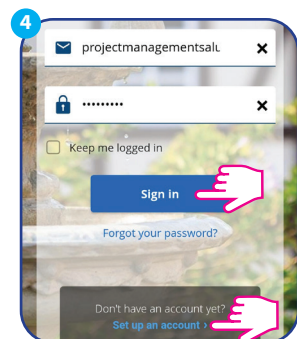 4
projectmanagementsalu
•••••••••
Keep me logged in
Sign in
Forgot your password?
Don't have an account yet?
Set up an account ›